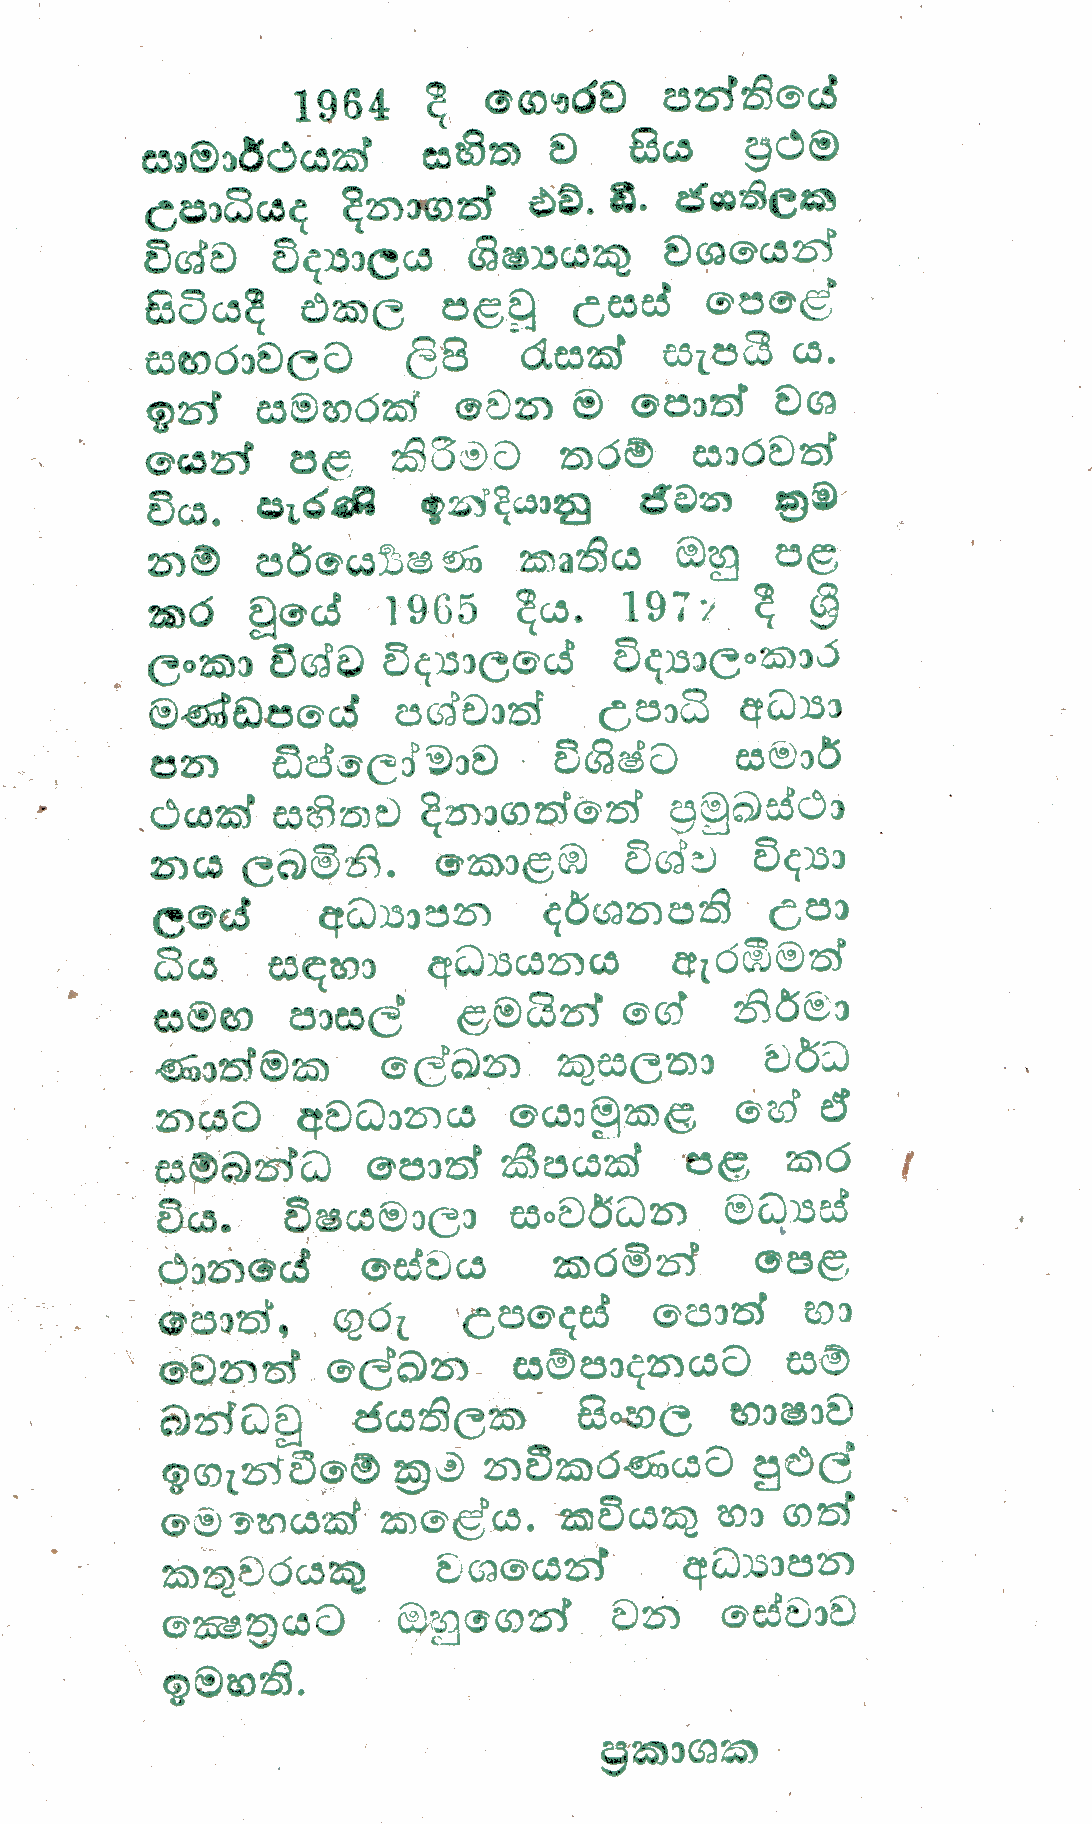 1964 දී ගෞරව පන්තියේ
සාමාර්ථයක් සහිත ව සිය ප්‍රථම
උපාධියද දිනාගත් එච්. ඩී. ජයතිලක
විශ්ව විද්‍යාලය ශිෂ්‍යයකු වශයෙන්
සිටියදී එකල පළවූ උසස් පෙළේ
සඟරාවලට ලිපි රැසක් සැපයී ය.
ඉන් සමහරක් වෙන ම පොත් වශ
යෙන් පළ කිරීමට තරම් සාරවත්
විය. පැරණි ඉන්දියානු ජීවන ක්‍රම
නම් පර්යෙෂණ කෘතිය ඔහු පළ
කර වූයේ 1965 දීය. දී ශ්‍රී
ලංකා විශ්ව විද්‍යාලයේ විද්‍යාලංකාර
මණ්ඩපයේ පශ්චාත් උපාධි අධ්‍යා
පන ඩිප්ලෝමාව විශිෂ්ට සමාර්
ථයක් සහිතව දිනාගත්තේ ප්‍රමුඛස්ථා
නය ලබමිනි. කොළඹ විශ්ව විද්‍යා
ලයේ අධ්‍යාපන දර්ශනපති උපා
ධිය සඳහා අධ්‍යයනය ඇරඹීමත්
සමඟ පාසල් ළමයින් ගේ නිර්මා
ණාත්මක ලේඛන කුසලතා වර්ධ
නයට අවධානය යොමුකළ හේ ඒ
සම්බන්ධ පොත් කීපයක් පළ කර
විය. විෂයමාලා සංවර්ධන මධ්‍යස්
ථානයේ සේවය කරමින් පෙළ
පොත්, ගුරු උපදෙස් පොත් හා
වෙනත් ලේඛන සම්පාදනයට සම්
බන්ධවූ ජයතිලක සිංහල භාෂාව
ඉගැන්වීමේ ක්‍රම නවීකරණයට පුළුල්
මෙහයක් කළේය. කවියකු හා ගත්
කතුවරයකු වශයෙන් අධ්‍යාපන
ක්‍ෂෙත්‍රයට ඔහුගෙන් වන සේවාව
ඉමහති.
ප්‍රකාශක